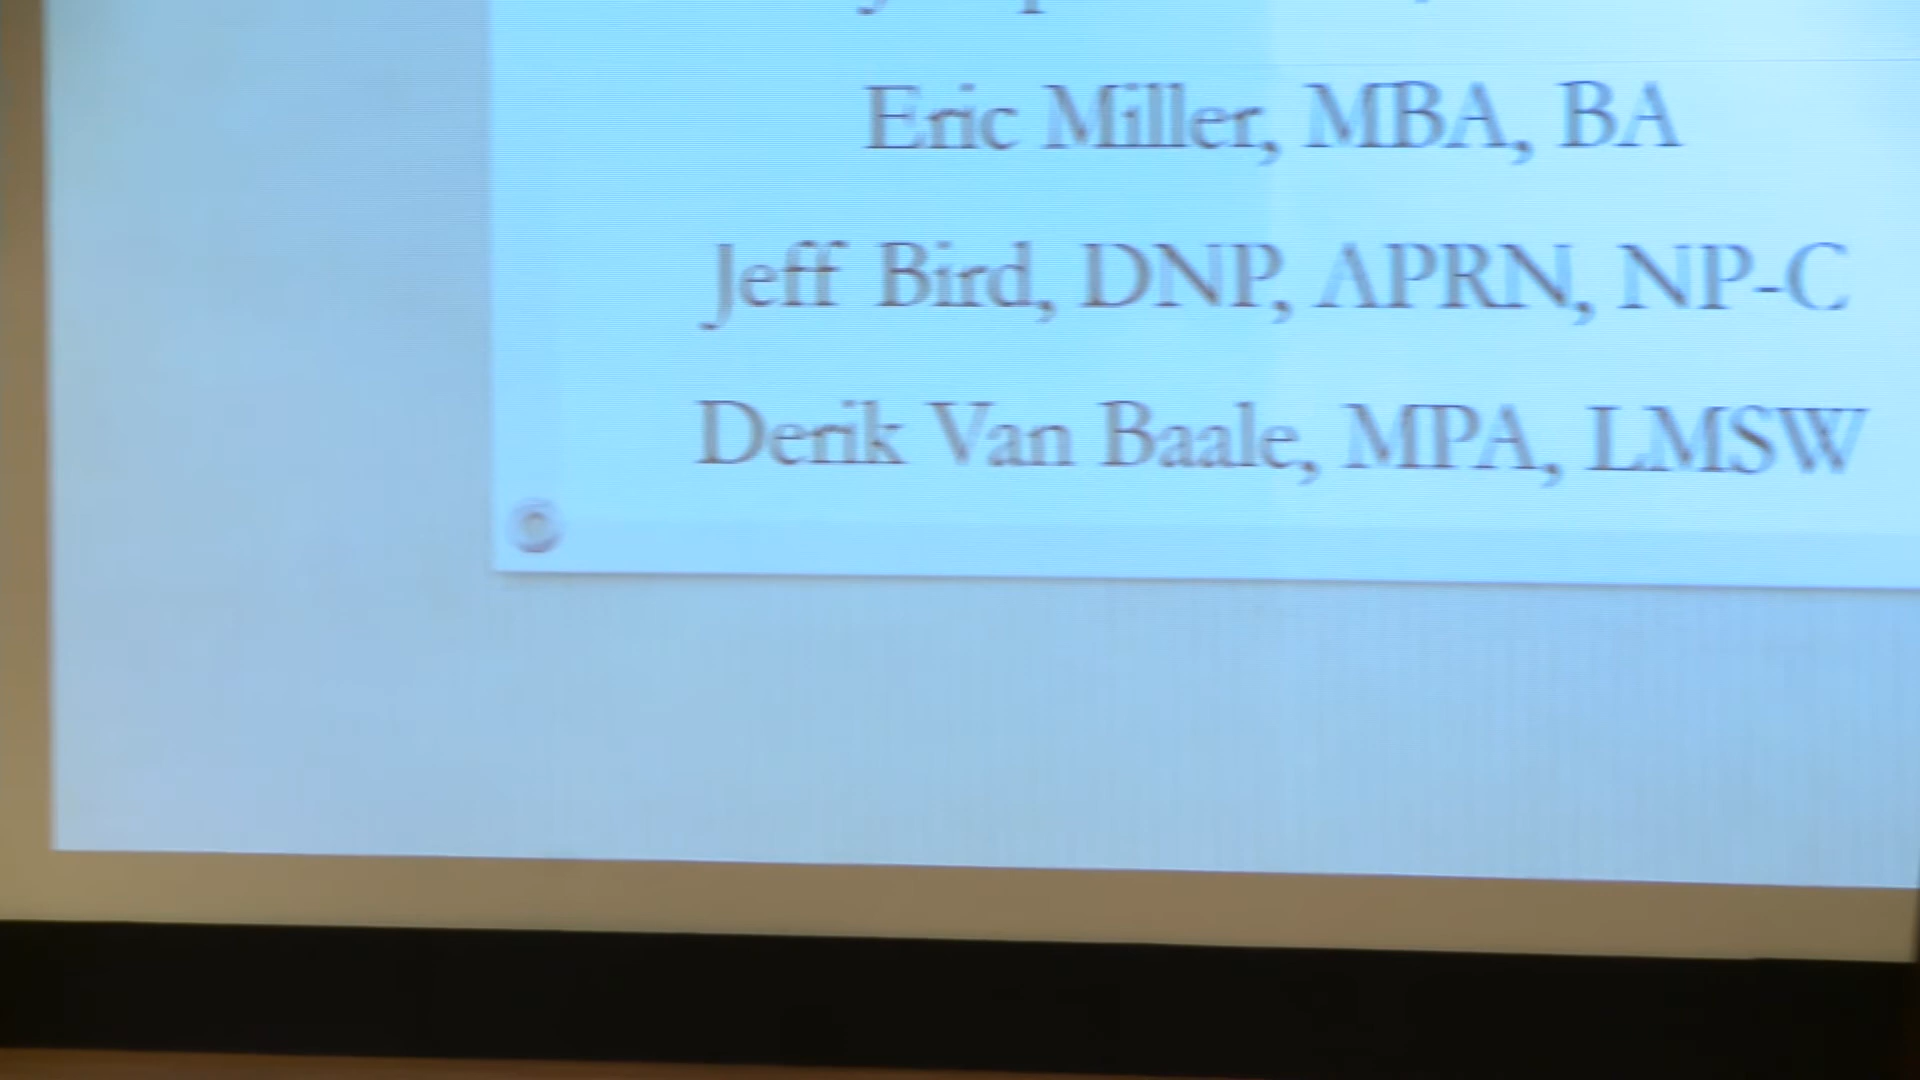 Eric Miller, MBA, BA
Jeff Bird, DNP, APRN, NP-C
Derik Van Baale, MPA, LMSW